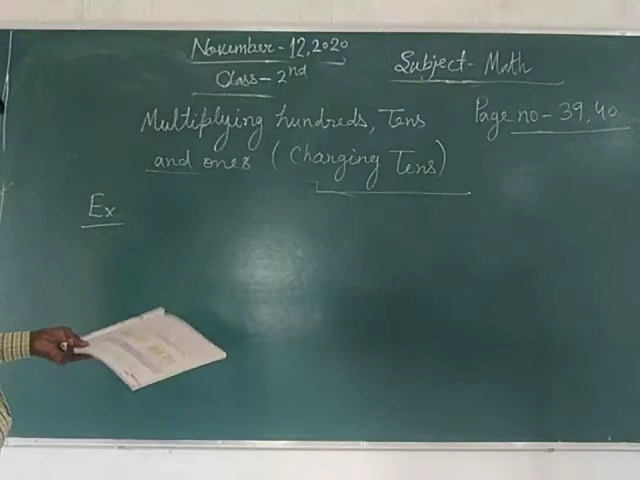 November-12,2020
Class-2nd
Subject-Math
Multiplying hundreds, Tens
and ones (Changing Tens)
Page no-39,40.
Ex